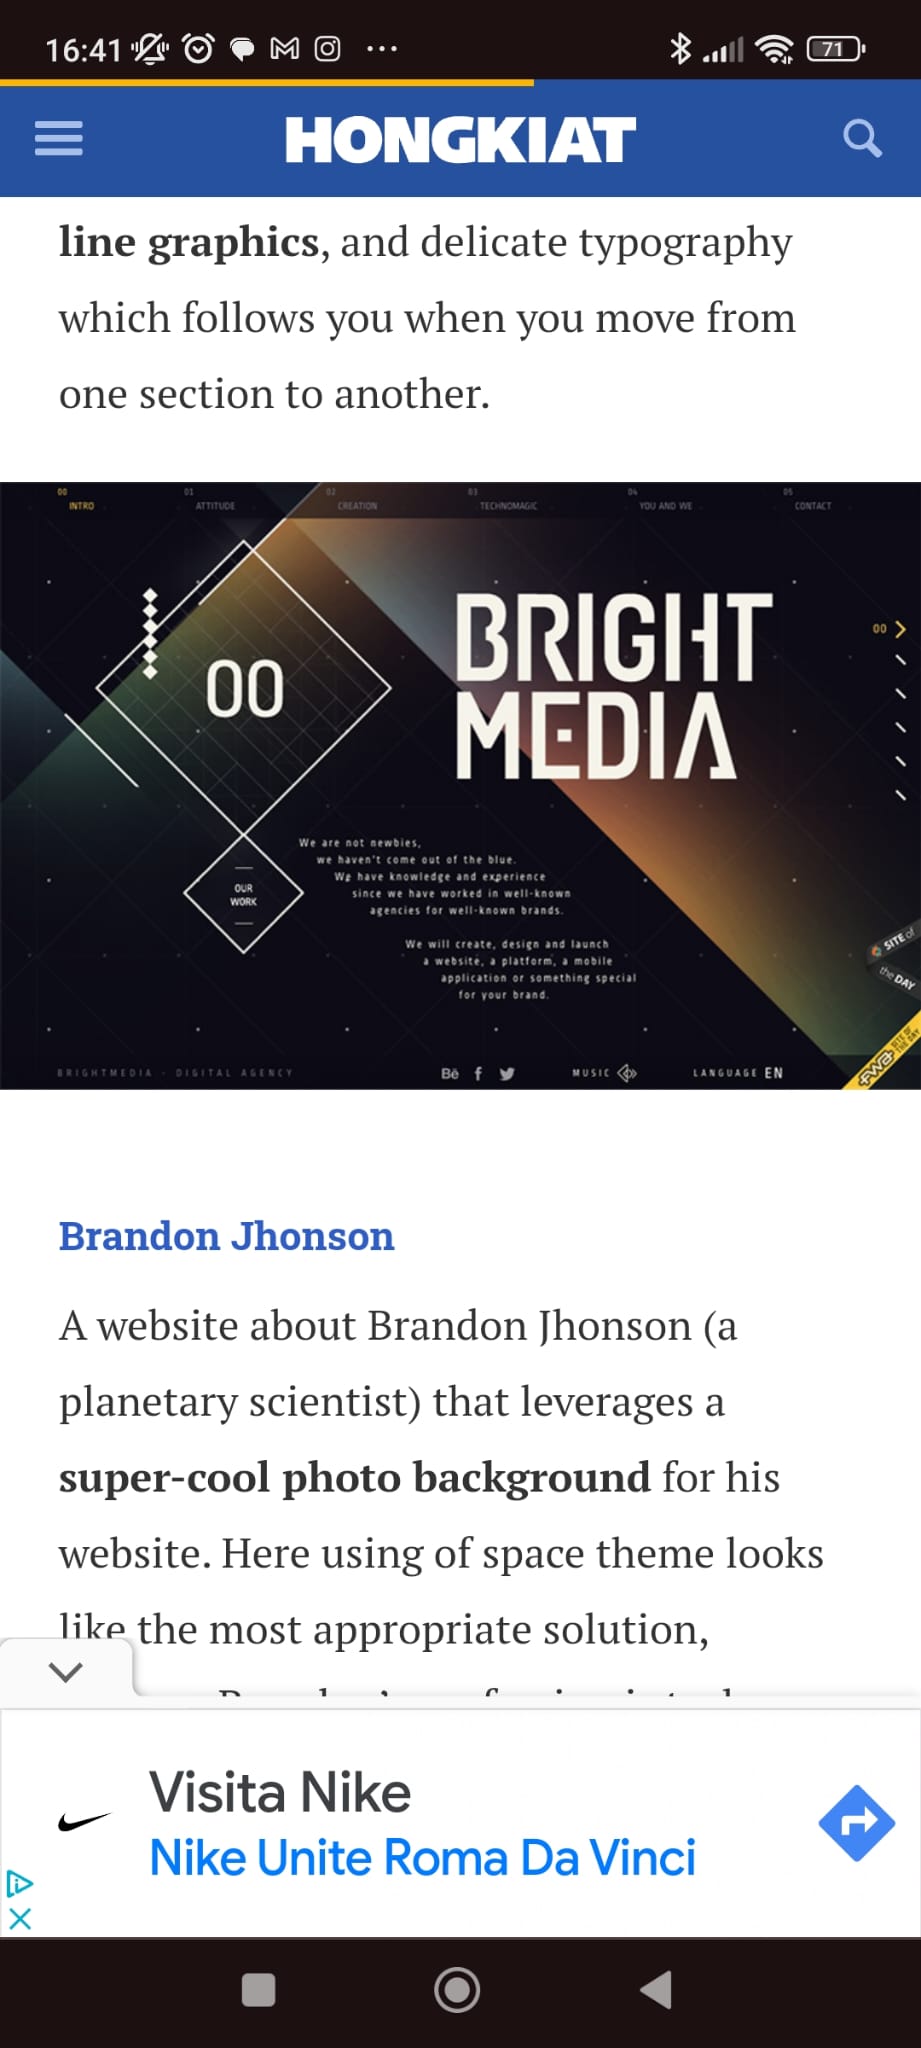 16:41
71
HONGKIAT
line graphics, and delicate typography
which follows you when you move from
one section to another.
00 01 02 03 04 05
INTRO ATTITUDE CREATION TECHNOMAGIC YOU AND WE CONTACT
BRIGHT
MEDIA
00
00
We are not newbies,
we haven't come out of the blue.
We have knowledge and experience
since we have worked in well-known
agencies for well-known brands.
OUR
WORK
We will create, design and launch
a website, a platform, a mobile
application or something special
for your brand.
SITE of
the DAY
FWA SITE OF
THE DAY
BRIGHTMEDIA - DIGITAL AGENCY
Bē f
MUSIC
LANGUAGE EN
Brandon Jhonson
A website about Brandon Jhonson (a
planetary scientist) that leverages a
super-cool photo background for his
website. Here using of space theme looks
like the most appropriate solution,
Visita Nike
Nike Unite Roma Da Vinci